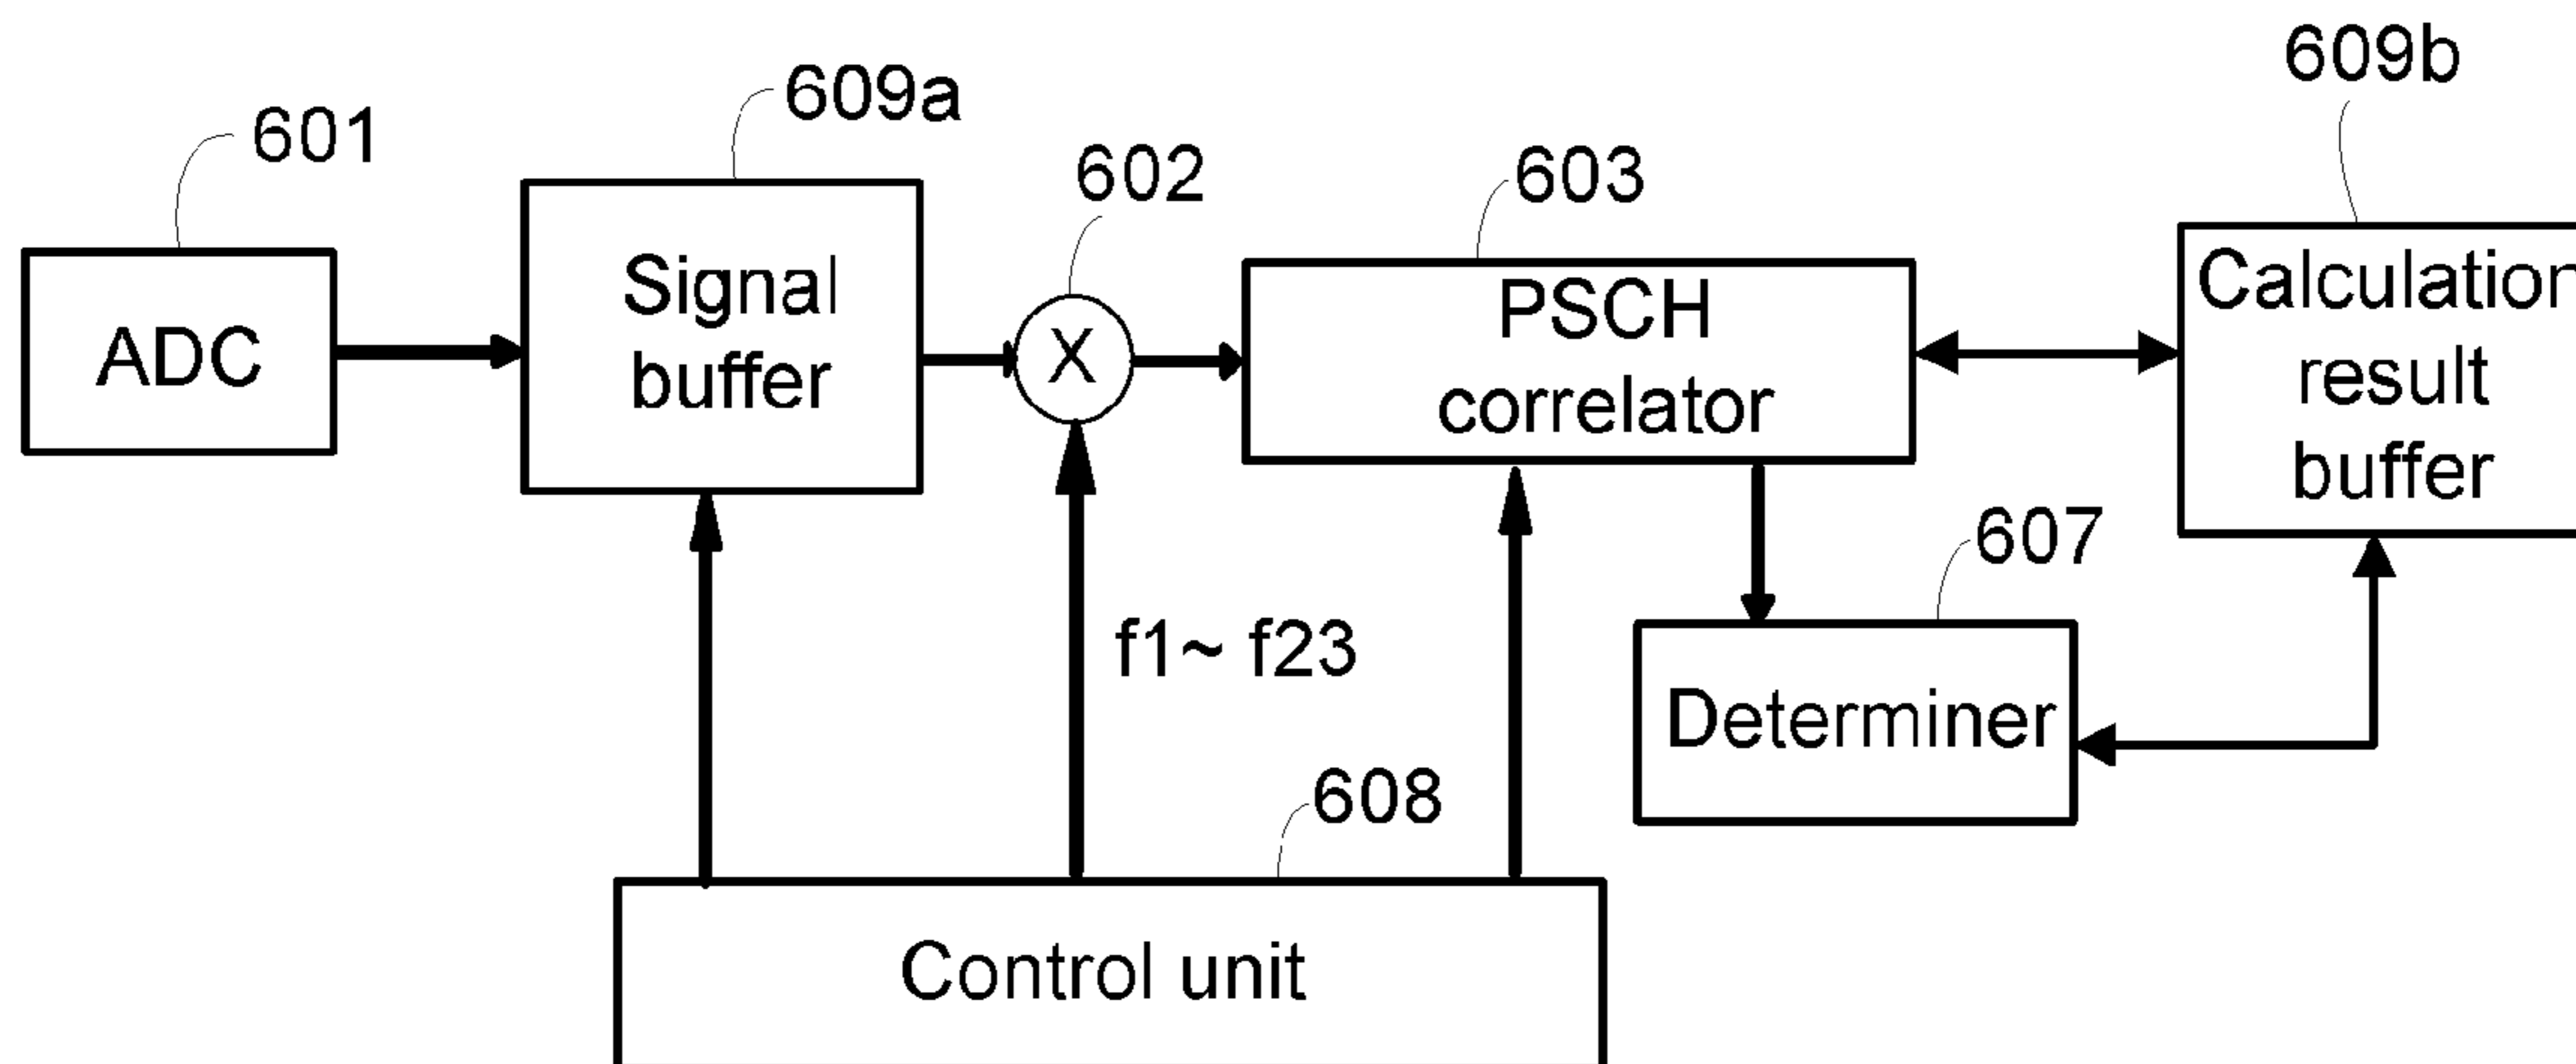 609b
609a
601
602
603
Signal
buffer
PSCH
correlator
Calculation
result
buffer
ADC
X
607
f1~ f23
Determiner
608
Control unit